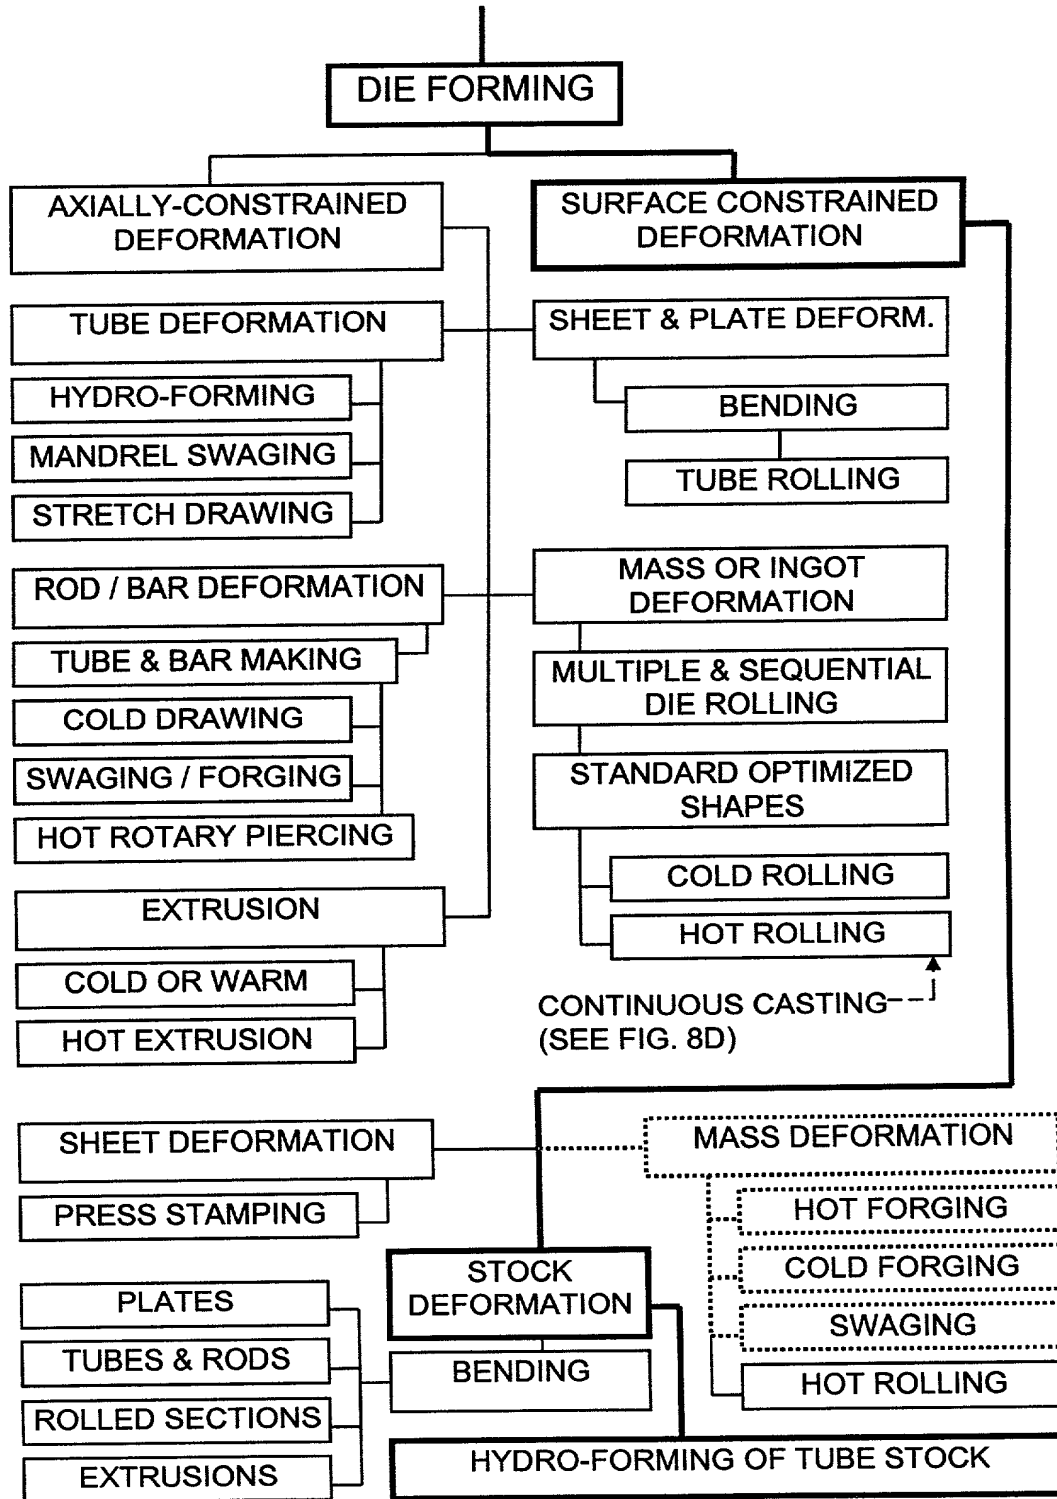 DIE FORMING
AXIALLY-CONSTRAINED
DEFORMATION
SURFACE CONSTRAINED
DEFORMATION
TUBE DEFORMATION
HYDRO-FORMING
MANDREL SWAGING
STRETCH DRAWING
SHEET & PLATE DEFORM.
BENDING
TUBE ROLLING
ROD / BAR DEFORMATION
TUBE & BAR MAKING
COLD DRAWING
SWAGING / FORGING
HOT ROTARY PIERCING
MASS OR INGOT
DEFORMATION
MULTIPLE & SEQUENTIAL
DIE ROLLING
STANDARD OPTIMIZED
SHAPES
COLD ROLLING
HOT ROLLING
CONTINUOUS CASTING
(SEE FIG. 8D)
EXTRUSION
COLD OR WARM
HOT EXTRUSION
SHEET DEFORMATION
PRESS STAMPING
MASS DEFORMATION
HOT FORGING
COLD FORGING
SWAGING
HOT ROLLING
STOCK
DEFORMATION
BENDING
PLATES
TUBES & RODS
ROLLED SECTIONS
EXTRUSIONS
HYDRO-FORMING OF TUBE STOCK